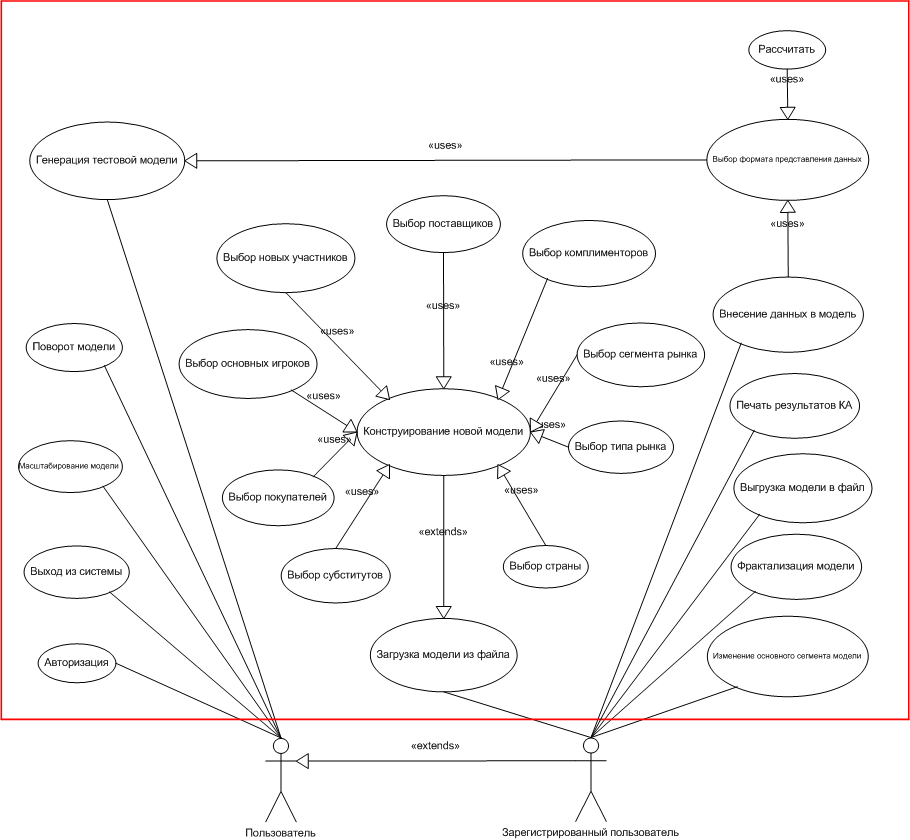 Рассчитать
«uses»
«uses»
Генерация тестовой модели
Выбор формата представления данных
Выбор поставщиков
«uses»
Выбор новых участников
Выбор комплименторов
«uses»
Внесение данных в модель
«uses»
Поворот модели
Выбор сегмента рынка
Выбор основных игроков
«uses»
«uses»
«uses»
Печать результатов КА
«uses»
Конструирование новой модели
uses»
«uses»
Выбор типа рынка
Масштабирование модели
Выбор покупателей
«uses»
«uses»
Выгрузка модели в файл
«extends»
Выход из системы
Выбор субститутов
Выбор страны
Фрактализация модели
Авторизация
Загрузка модели из файла
Изменение основного сегмента модели
«extends»
Пользователь
Зарегистрированный пользователь